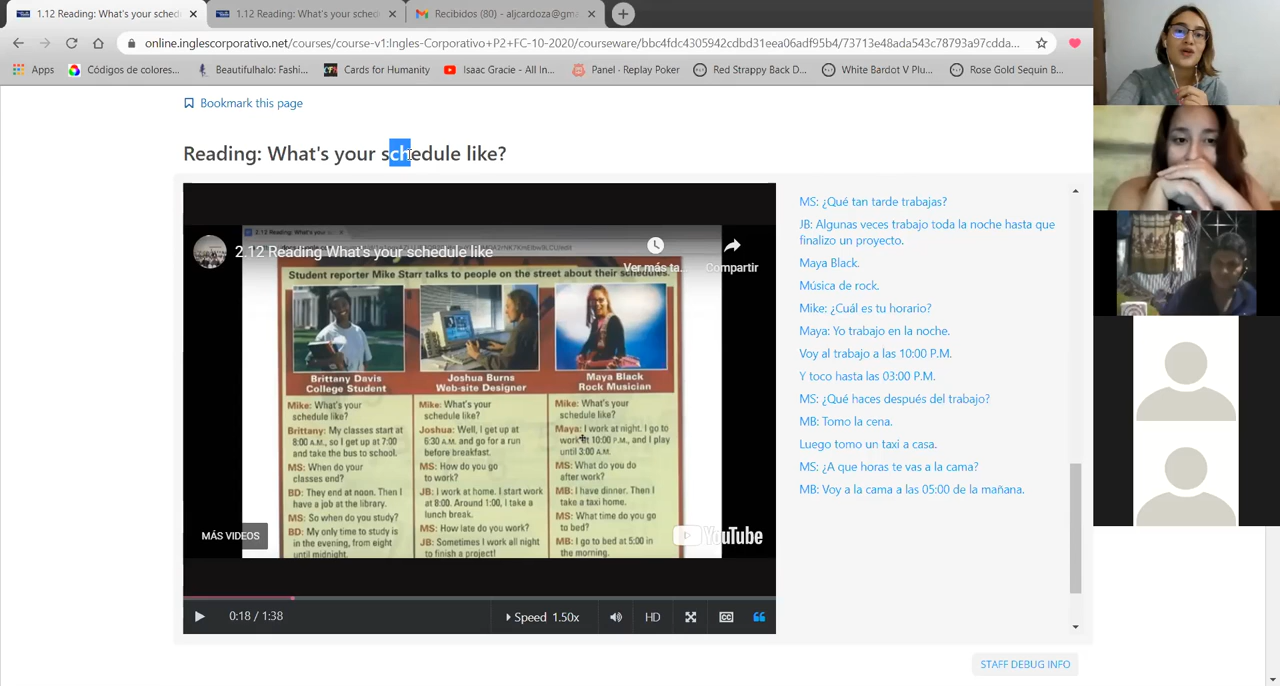 1.12 Reading: What's your sched
1.12 Reading: What's your sched
Recibidos (80) - aljcardoza@gma
online.inglescorporativo.net/courses/course-v1:Ingles-Corporativo+P2+FC-10-2020/courseware/bbc4fdc4305942cdbd31eea06adf95b4/73713e48ada543c78793a97cdda...
Apps
Códigos de colores...
Beautifulhalo: Fashi...
Cards for Humanity
Isaac Gracie - All In...
Panel · Replay Poker
Red Strappy Back D...
White Bardot V Plu...
Rose Gold Sequin B...
Bookmark this page
Reading: What's your schedule like?
2.12 Reading What's your schedule like
Ver más ta...
Compartir
Student reporter Mike Starr talks to people on the street about their schedules.
Brittany Davis
College Student
Mike: What's your
schedule like?
Brittany: My classes start at
8:00 A.M., so I get up at 7:00
and take the bus to school.
MS: When do your
classes end?
BD: They end at noon. Then I
have a job at the library.
MS: So when do you study?
BD: My only time to study is
in the evening, from eight
until midnight.
Joshua Burns
Web-site Designer
Mike: What's your
schedule like?
Joshua: Well, I get up at
6:30 A.M. and go for a run
before breakfast.
MS: How do you go
to work?
JB: I work at home. I start work
at 8:00. Around 1:00, I take a
lunch break.
MS: How late do you work?
JB: Sometimes I work all night
to finish a project!
Maya Black
Rock Musician
Mike: What's your
schedule like?
Maya: I work at night. I go to
work at 10:00 P.M., and I play
until 3:00 A.M.
MS: What do you do
after work?
MB: I have dinner. Then I
take a taxi home.
MS: What time do you go
to bed?
MB: I go to bed at 5:00 in
the morning.
MÁS VIDEOS
YouTube
0:18 / 1:38
Speed 1.50x
HD
MS: ¿Qué tan tarde trabajas?
JB: Algunas veces trabajo toda la noche hasta que
finalizo un proyecto.
Maya Black.
Música de rock.
Mike: ¿Cuál es tu horario?
Maya: Yo trabajo en la noche.
Voy al trabajo a las 10:00 P.M.
Y toco hasta las 03:00 P.M.
MS: ¿Qué haces después del trabajo?
MB: Tomo la cena.
Luego tomo un taxi a casa.
MS: ¿A que horas te vas a la cama?
MB: Voy a la cama a las 05:00 de la mañana.
STAFF DEBUG INFO